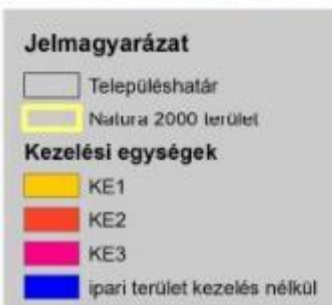 Jelmagyarázat
Településhatár
Natura 2000 terület
Kezelési egységek
KE1
KE2
KE3
ipari terület kezelés nélkül